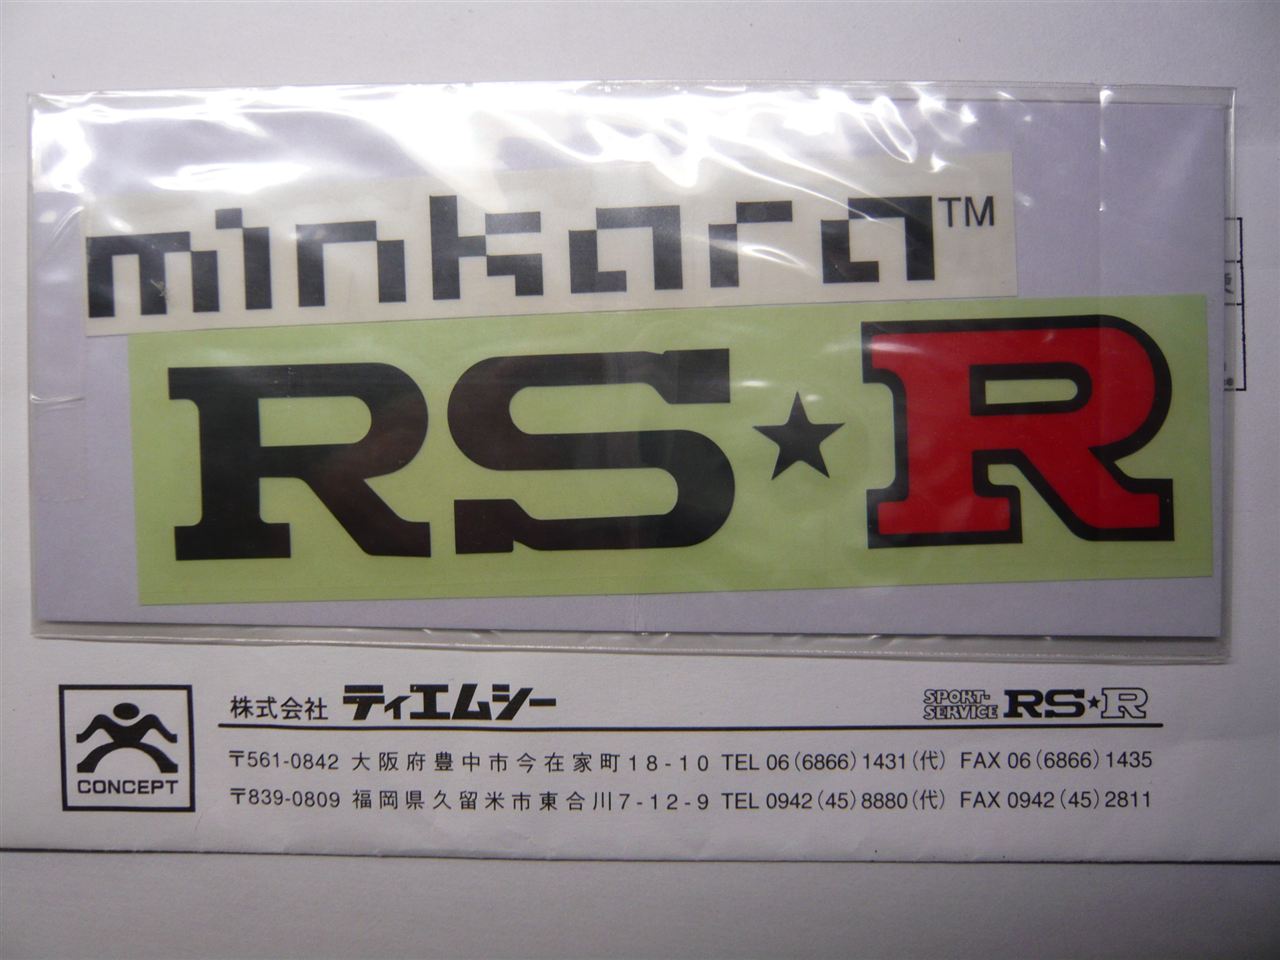 minkara™
RS★R
株式会社 ティエムシー
SPORT-SERVICE RS★R
CONCEPT
〒561-0842 大阪府豊中市今在家町18-10 TEL 06(6866)1431(代) FAX 06(6866)1435
〒839-0809 福岡県久留米市東合川7-12-9 TEL 0942(45)8880(代) FAX 0942(45)2811